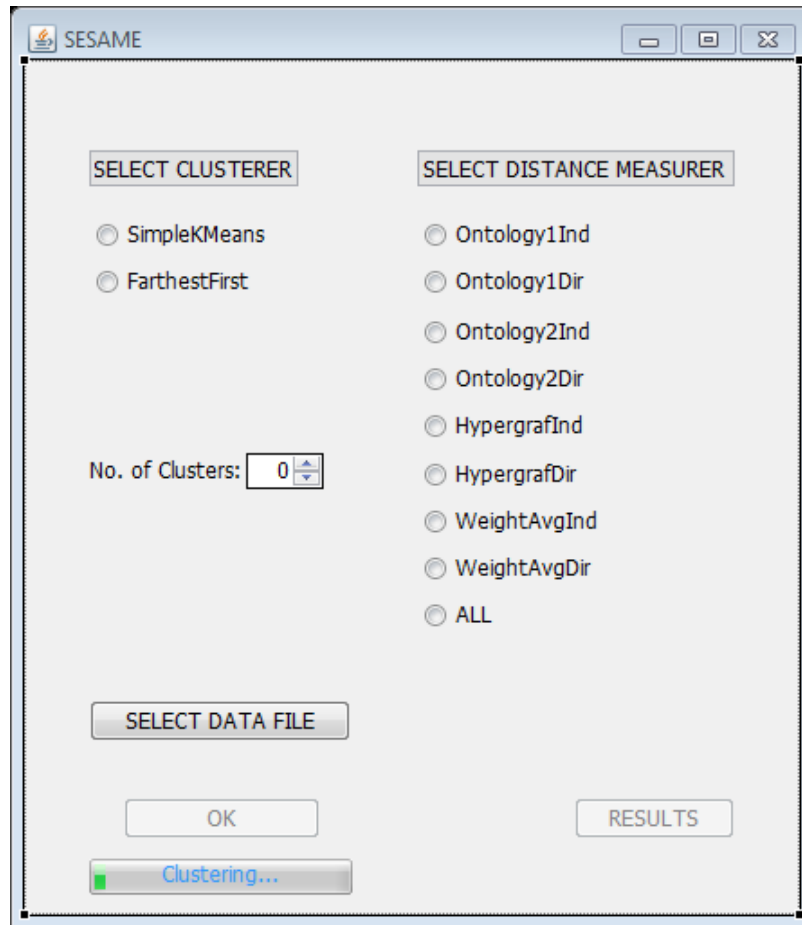 SESAME
SELECT CLUSTERER
SELECT DISTANCE MEASURER
SimpleKMeans
Ontology1Ind
FarthestFirst
Ontology1Dir
Ontology2Ind
Ontology2Dir
HypergrafInd
No. of Clusters: 0
HypergrafDir
WeightAvgInd
WeightAvgDir
ALL
SELECT DATA FILE
OK
RESULTS
Clustering...